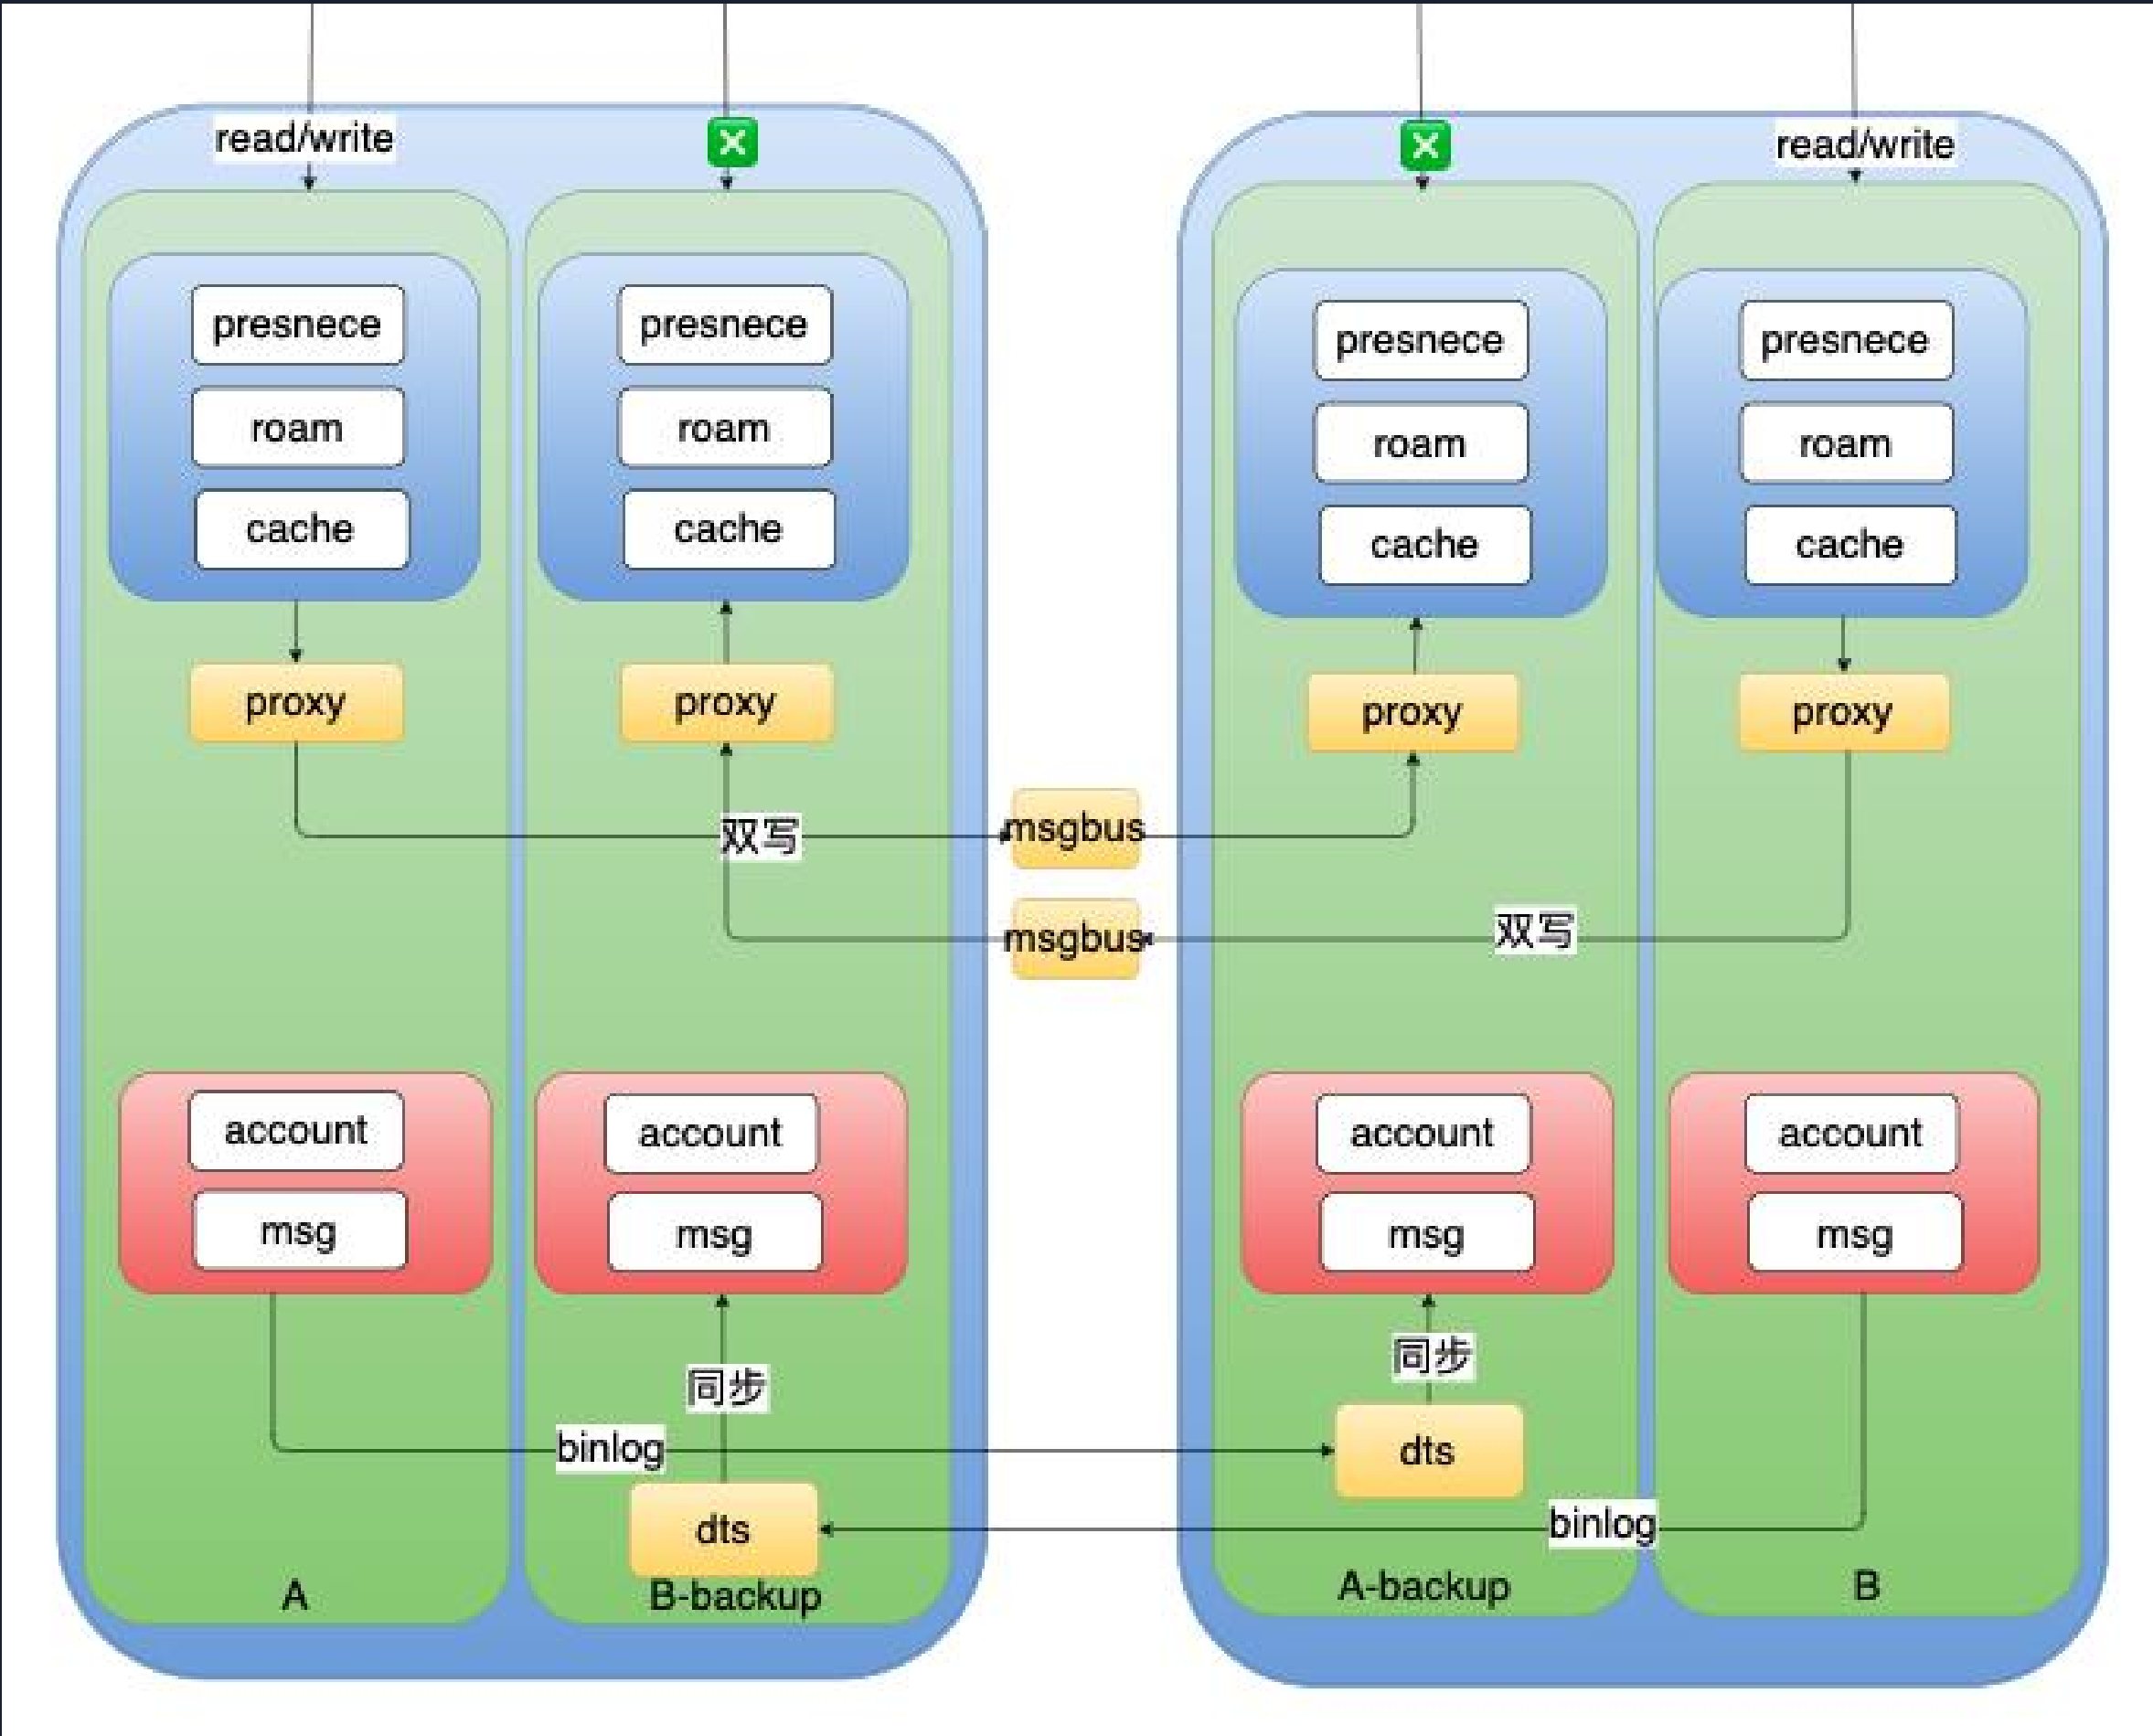 read/write
read/write
presnece
roam
cache
proxy
presnece
roam
cache
proxy
presnece
roam
cache
proxy
presnece
roam
cache
proxy
双写
msgbus
msgbus
双写
account
msg
account
msg
account
msg
account
msg
同步
同步
binlog
dts
dts
binlog
A
B-backup
A-backup
B